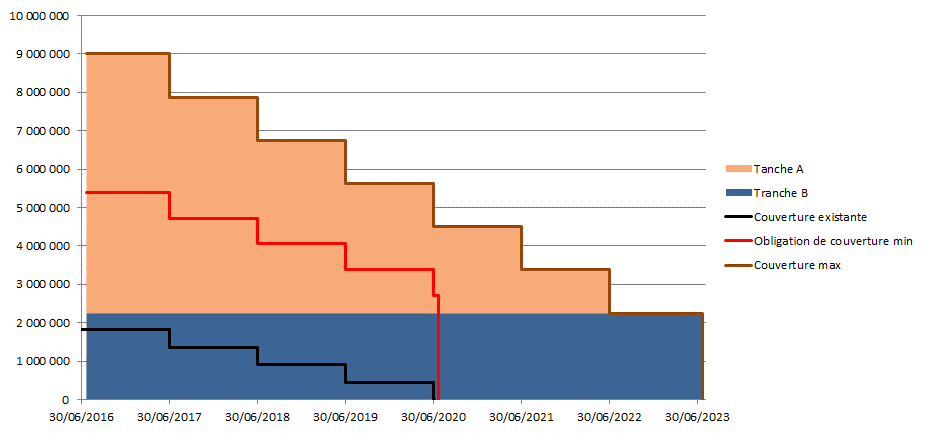 10 000 000
9 000 000
8 000 000
7 000 000
6 000 000
5 000 000
4 000 000
3 000 000
2 000 000
1 000 000
0
30/06/2016 30/06/2017 30/06/2018 30/06/2019 30/06/2020 30/06/2021 30/06/2022 30/06/2023
Tanche A
Tranche B
Couverture existante
Obligation de couverture min
Couverture max